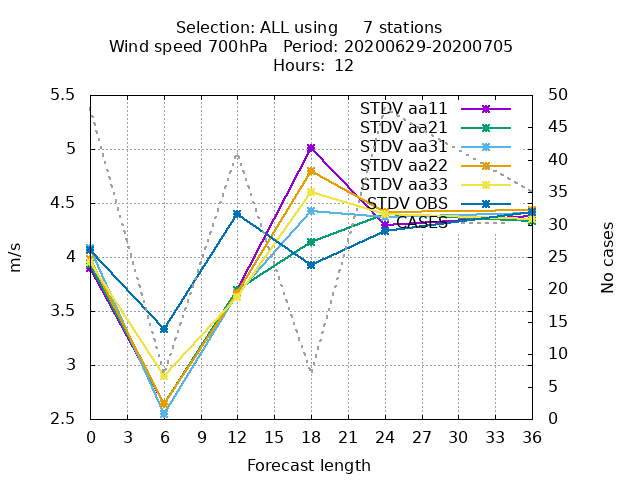 Selection: ALL using     7 stations
Wind speed 700hPa   Period: 20200629-20200705
Hours:  12
5.5
5
4.5
4
3.5
3
2.5
m/s
50
45
40
35
30
25
20
15
10
5
0
No cases
STDV aa11
STDV aa21
STDV aa31
STDV aa22
STDV aa33
STDV OBS
CASES
0 3 6 9 12 15 18 21 24 27 30 33 36
Forecast length